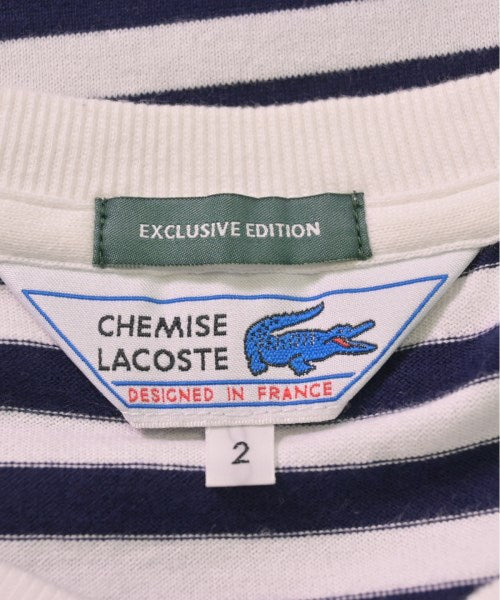 EXCLUSIVE EDITION
CHEMISE
LACOSTE
DESIGNED IN FRANCE
2